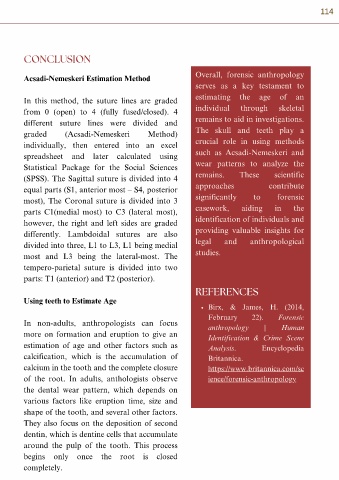 114
CONCLUSION
Acsadi-Nemeskeri Estimation Method
In this method, the suture lines are graded
from 0 (open) to 4 (fully fused/closed). 4
different suture lines were divided and
graded (Acsadi-Nemeskeri Method)
individually, then entered into an excel
spreadsheet and later calculated using
Statistical Package for the Social Sciences
(SPSS). The Sagittal suture is divided into 4
equal parts (S1, anterior most – S4, posterior
most), The Coronal suture is divided into 3
parts C1(medial most) to C3 (lateral most),
however, the right and left sides are graded
differently. Lambdoidal sutures are also
divided into three, L1 to L3, L1 being medial
most and L3 being the lateral-most. The
tempero-parietal suture is divided into two
parts: T1 (anterior) and T2 (posterior).
Using teeth to Estimate Age
In non-adults, anthropologists can focus
more on formation and eruption to give an
estimation of age and other factors such as
calcification, which is the accumulation of
calcium in the tooth and the complete closure
of the root. In adults, anthologists observe
the dental wear pattern, which depends on
various factors like eruption time, size and
shape of the tooth, and several other factors.
They also focus on the deposition of second
dentin, which is dentine cells that accumulate
around the pulp of the tooth. This process
begins only once the root is closed
completely.
Overall, forensic anthropology
serves as a key testament to
estimating the age of an
individual through skeletal
remains to aid in investigations.
The skull and teeth play a
crucial role in using methods
such as Acsadi-Nemeskeri and
wear patterns to analyze the
remains. These scientific
approaches contribute
significantly to forensic
casework, aiding in the
identification of individuals and
providing valuable insights for
legal and anthropological
studies.
REFERENCES
• Birx, & James, H. (2014,
February 22). Forensic
anthropology | Human
Identification & Crime Scene
Analysis. Encyclopedia
Britannica.
https://www.britannica.com/sc
ience/forensic-anthropology